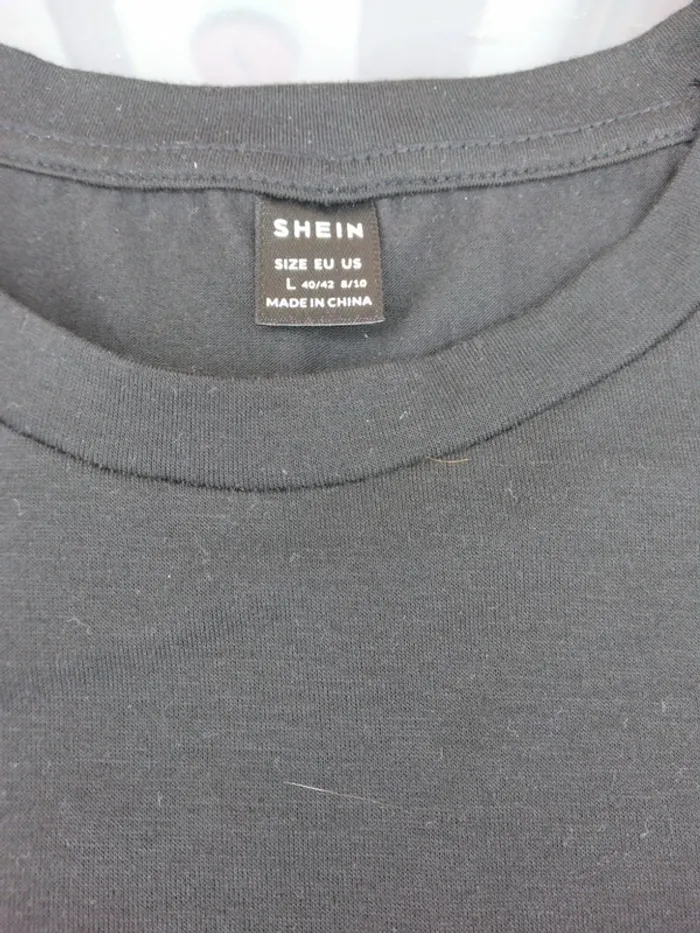 SHEIN
SIZE EU US
L 40/42 8/10
MADE IN CHINA